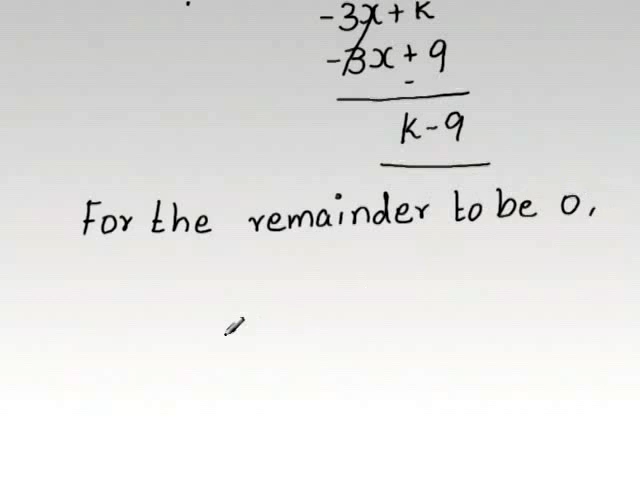 -3x + k
-3x + 9
-
k - 9
For the remainder to be 0,